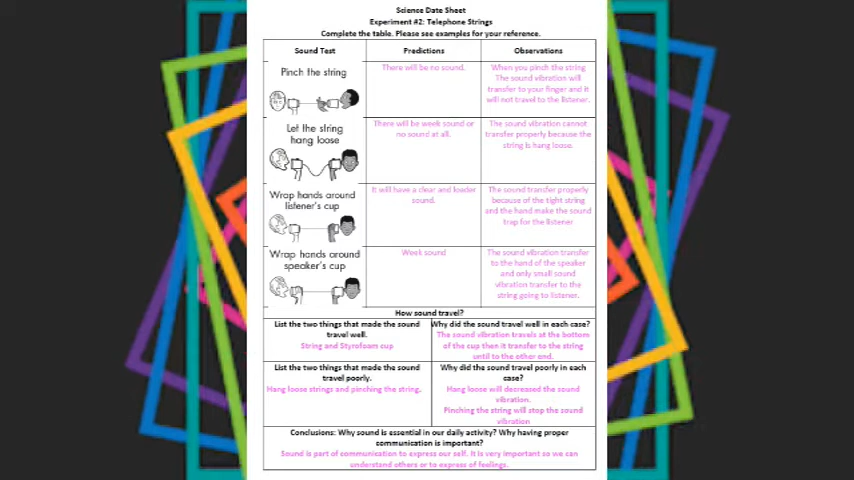 Science Date Sheet
Experiment #2: Telephone Strings
Complete the table. Please see examples for your reference.
Sound Test
Predictions
Observations
Pinch the string
There will be no sound.
When you pinch the string
The sound vibration will
transfer to your finger and it
will not travel to the listener.
Let the string
hang loose
There will be week sound or
no sound at all.
The sound vibration cannot
transfer properly because the
string is hang loose.
Wrap hands around
listener's cup
It will have a clear and louder
sound.
The sound transfer properly
because of the tight string
and the hand make the sound
trap for the listener
Wrap hands around
speaker's cup
Week sound
The sound vibration transfer
to the hand of the speaker
and only small sound
vibration transfer to the
string going to listener.
How sound travel?
List the two things that made the sound
travel well.
String and Styrofoam cup
Why did the sound travel well in each case?
The sound vibration travels at the bottom
of the cup then it transfer to the string
until to the other end.
List the two things that made the sound
travel poorly.
Hang loose strings and pinching the string.
Why did the sound travel poorly in each
case?
Hang loose will decreased the sound
vibration.
Pinching the string will stop the sound
vibration
Conclusions: Why sound is essential in our daily activity? Why having proper
communication is important?
Sound is part of communication to express our self. It is very important so we can
understand others or to express of feelings.